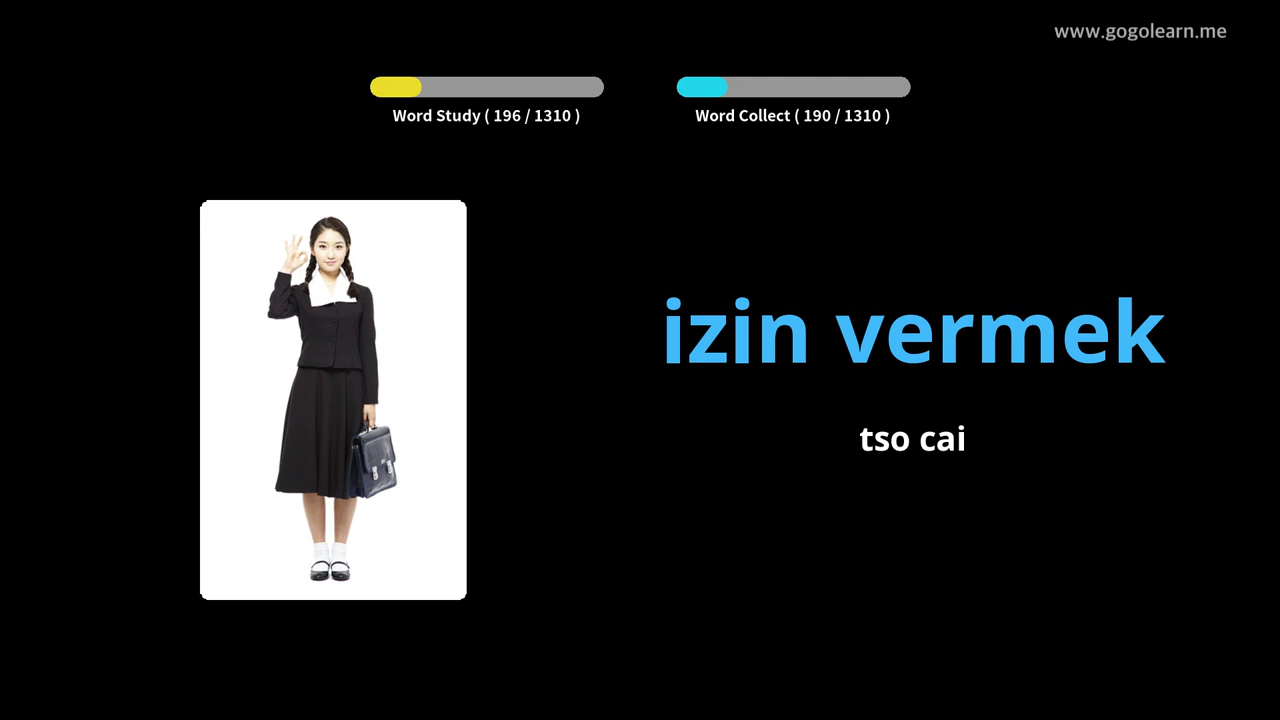 www.gogolearn.me
Word Study ( 196 / 1310 )
Word Collect ( 190 / 1310 )
izin vermek
tso cai